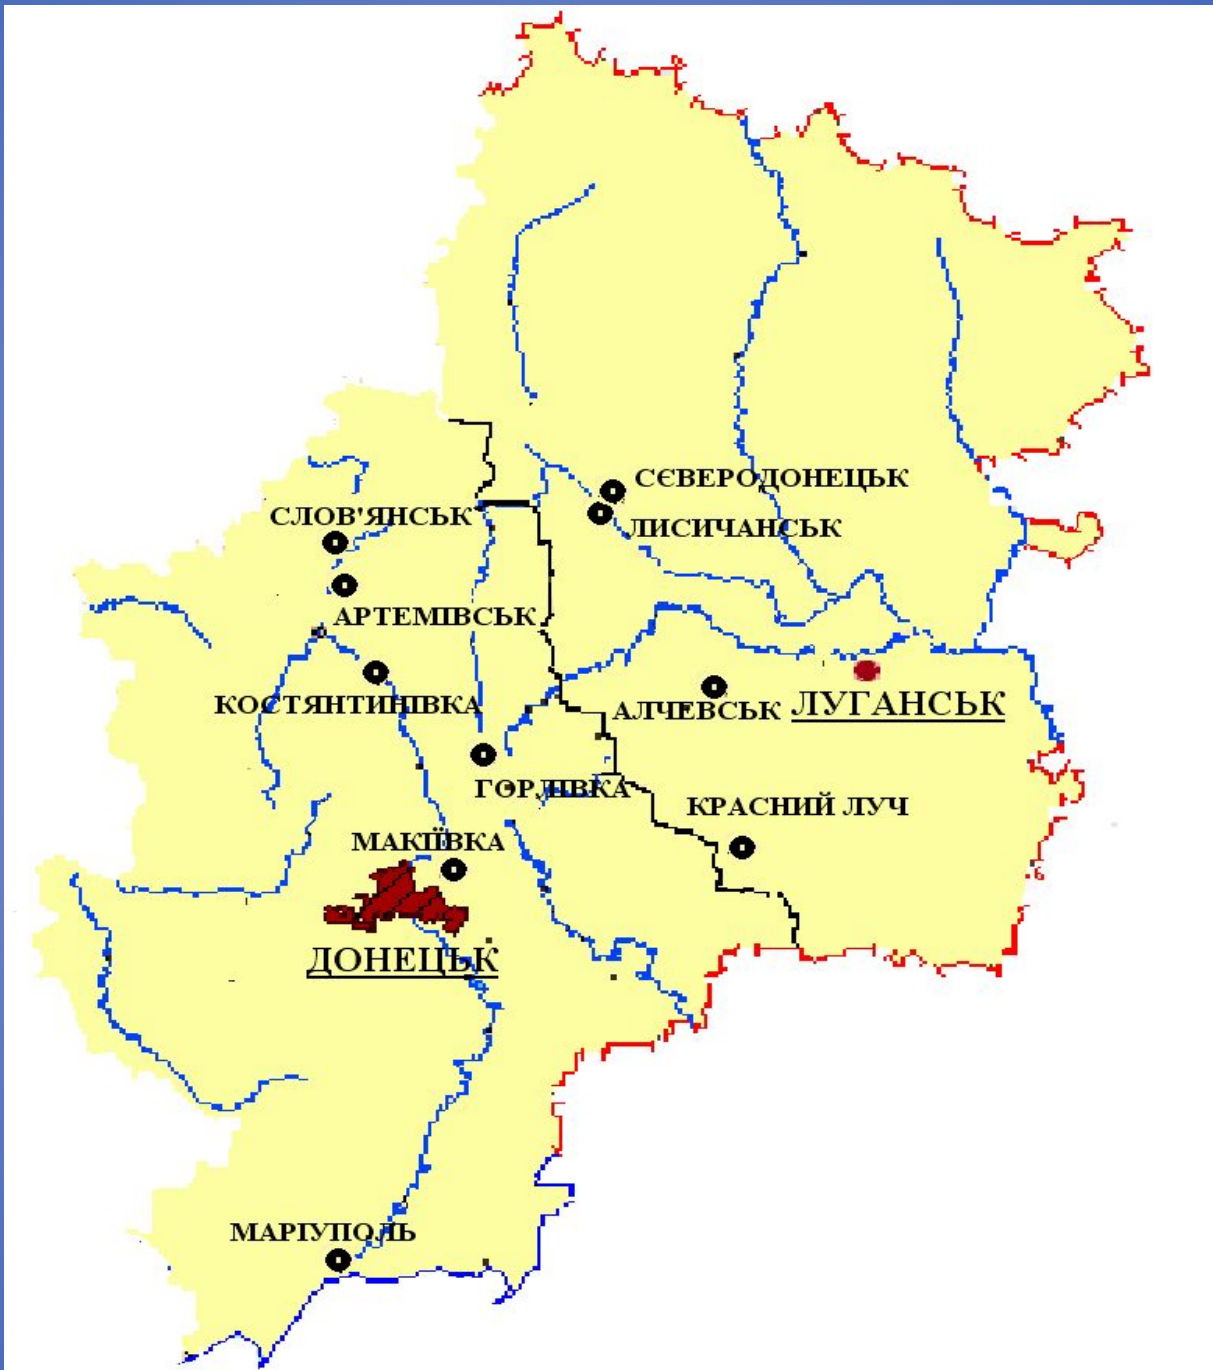 СЄВЕРОДОНЕЦЬК
СЛОВ'ЯНСЬК
ЛИСИЧАНСЬК
АРТЕМІВСЬК
КОСТЯНТИНІВКА
АЛЧЕВСЬК
ЛУГАНСЬК
ГОРЛІВКА
КРАСНИЙ ЛУЧ
МАКІЇВКА
ДОНЕЦЬК
МАРІУПОЛЬ